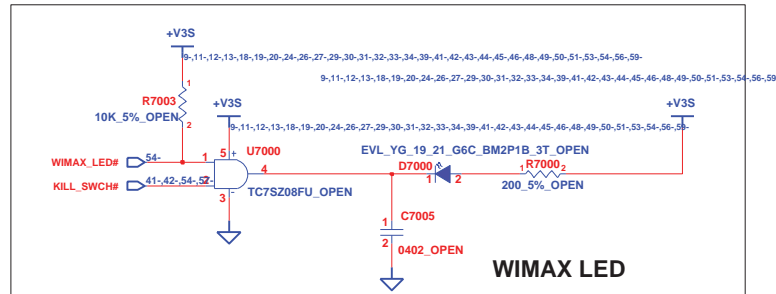 +V3S
9-,11-,12-,13-,18-,19-,20-,24-,26-,27-,29-,30-,31-,32-,33-,34-,39-,41-,42-,43-,44-,45-,46-,48-,49-,50-,51-,53-,54-,56-,59-
9-,11-,12-,13-,18-,19-,20-,24-,26-,27-,29-,30-,31-,32-,33-,34-,39-,41-,42-,43-,44-,45-,46-,48-,49-,50-,51-,53-,54-,56-,59-
1
R7003
10K_5%_OPEN
2
+V3S
+V3S
9-,11-,12-,13-,18-,19-,20-,24-,26-,27-,29-,30-,31-,32-,33-,34-,39-,41-,42-,43-,44-,45-,46-,48-,49-,50-,51-,53-,54-,56-,59-
U7000
EVL_YG_19_21_G6C_BM2P1B_3T_OPEN
5 +
WIMAX_LED# 54- 1
D7000
R7000
4
1 2
1 2
KILL_SWCH# 41-,42-,54-,57- 2
TC7SZ08FU_OPEN
200_5%_OPEN
3 -
C7005
1
2
0402_OPEN
WIMAX LED